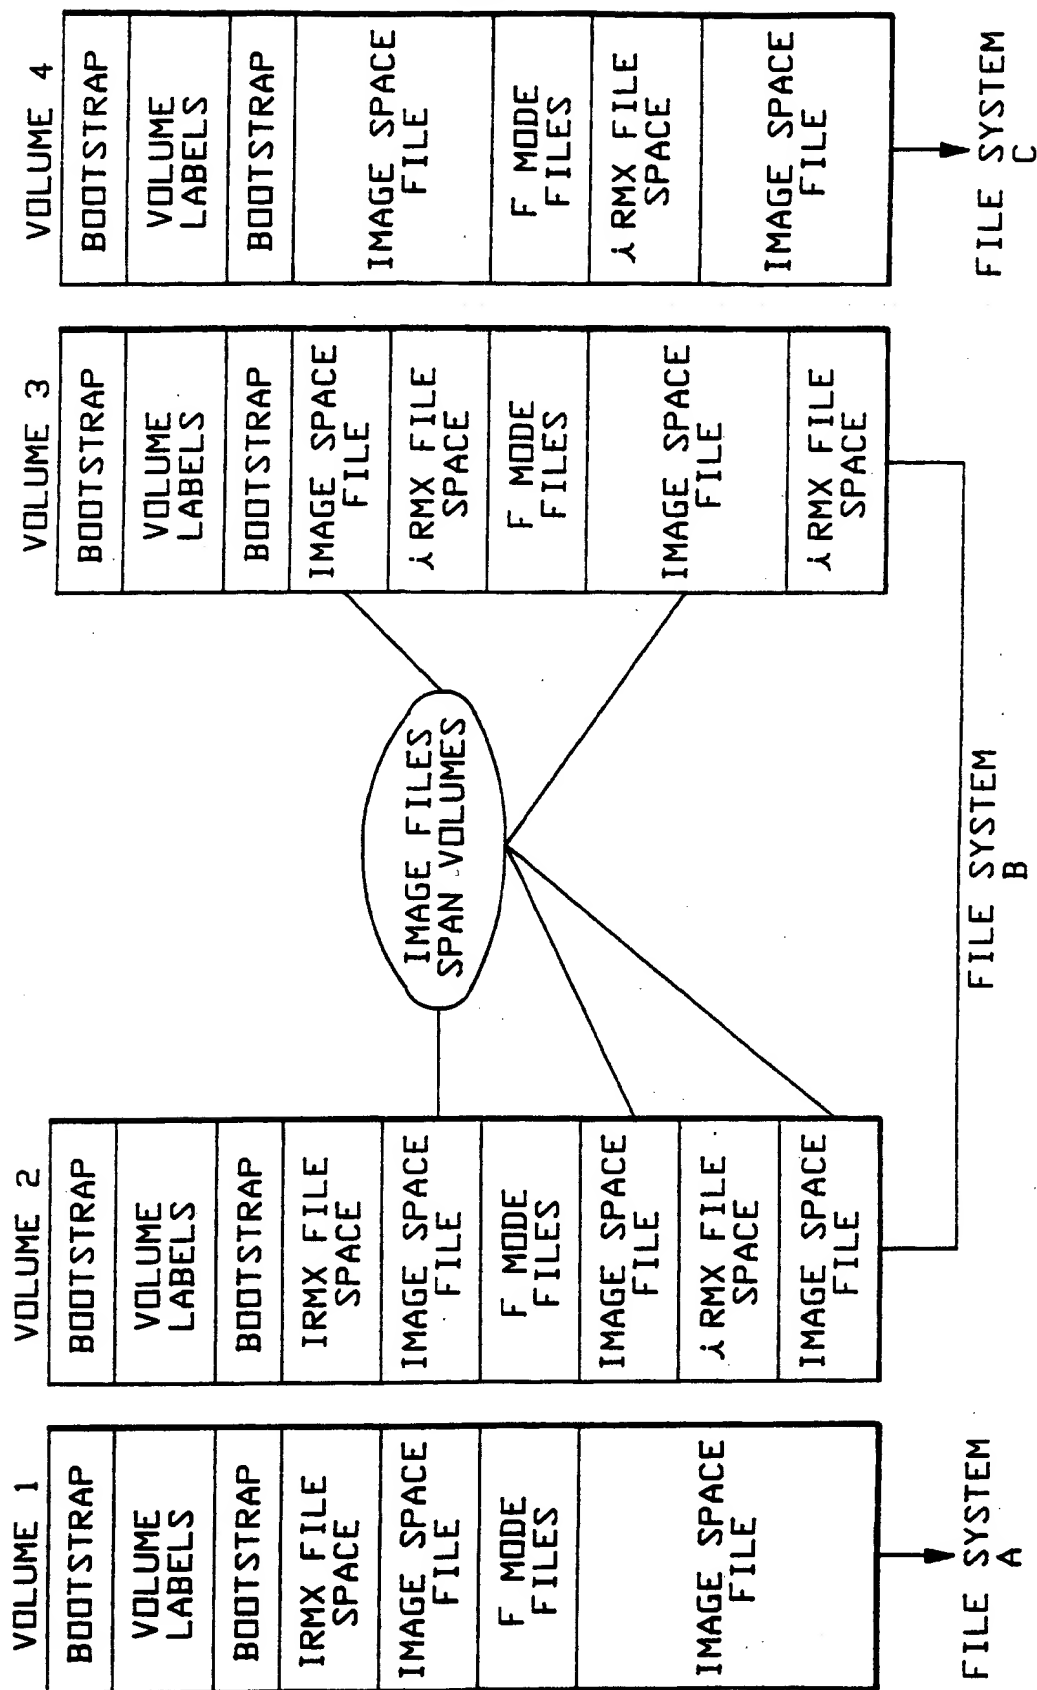 VOLUME 1
BOOTSTRAP
VOLUME
LABELS
BOOTSTRAP
IRMX FILE
SPACE
IMAGE SPACE
FILE
F MODE
FILES
IMAGE SPACE
FILE
FILE SYSTEM
A
VOLUME 2
BOOTSTRAP
VOLUME
LABELS
BOOTSTRAP
IRMX FILE
SPACE
IMAGE SPACE
FILE
F MODE
FILES
IMAGE SPACE
FILE
iRMX FILE
SPACE
IMAGE SPACE
FILE
IMAGE FILES
SPAN VOLUMES
FILE SYSTEM
B
VOLUME 3
BOOTSTRAP
VOLUME
LABELS
BOOTSTRAP
IMAGE SPACE
FILE
iRMX FILE
SPACE
F MODE
FILES
IMAGE SPACE
FILE
iRMX FILE
SPACE
VOLUME 4
BOOTSTRAP
VOLUME
LABELS
BOOTSTRAP
IMAGE SPACE
FILE
F MODE
FILES
iRMX FILE
SPACE
IMAGE SPACE
FILE
FILE SYSTEM
C